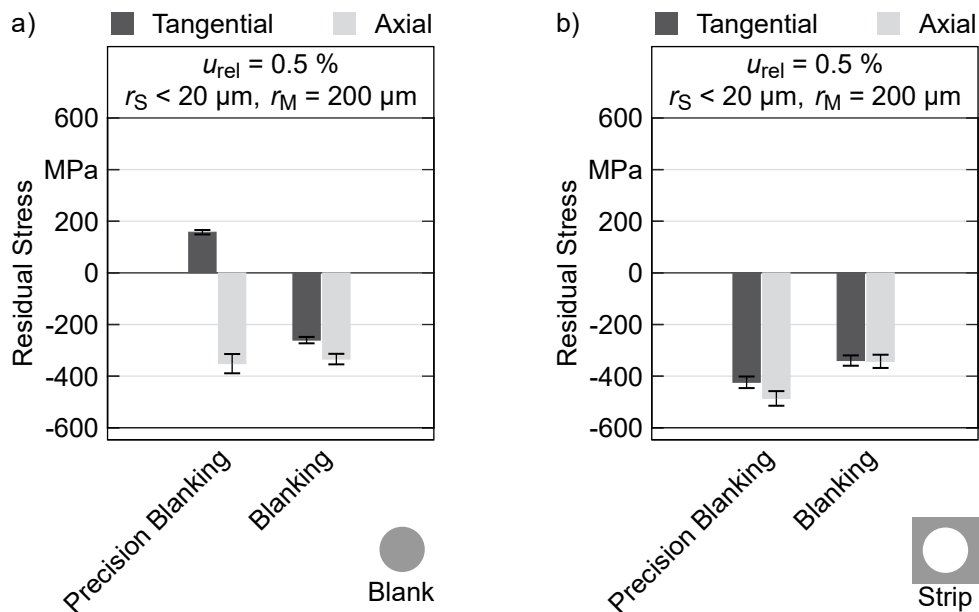 a)
Tangential Axial
u_rel = 0.5 %
r_S < 20 µm, r_M = 200 µm
600
MPa
200
0
-200
-400
-600
Residual Stress
Precision Blanking
Blanking
Blank
b)
Tangential Axial
u_rel = 0.5 %
r_S < 20 µm, r_M = 200 µm
600
MPa
200
0
-200
-400
-600
Residual Stress
Precision Blanking
Blanking
Strip